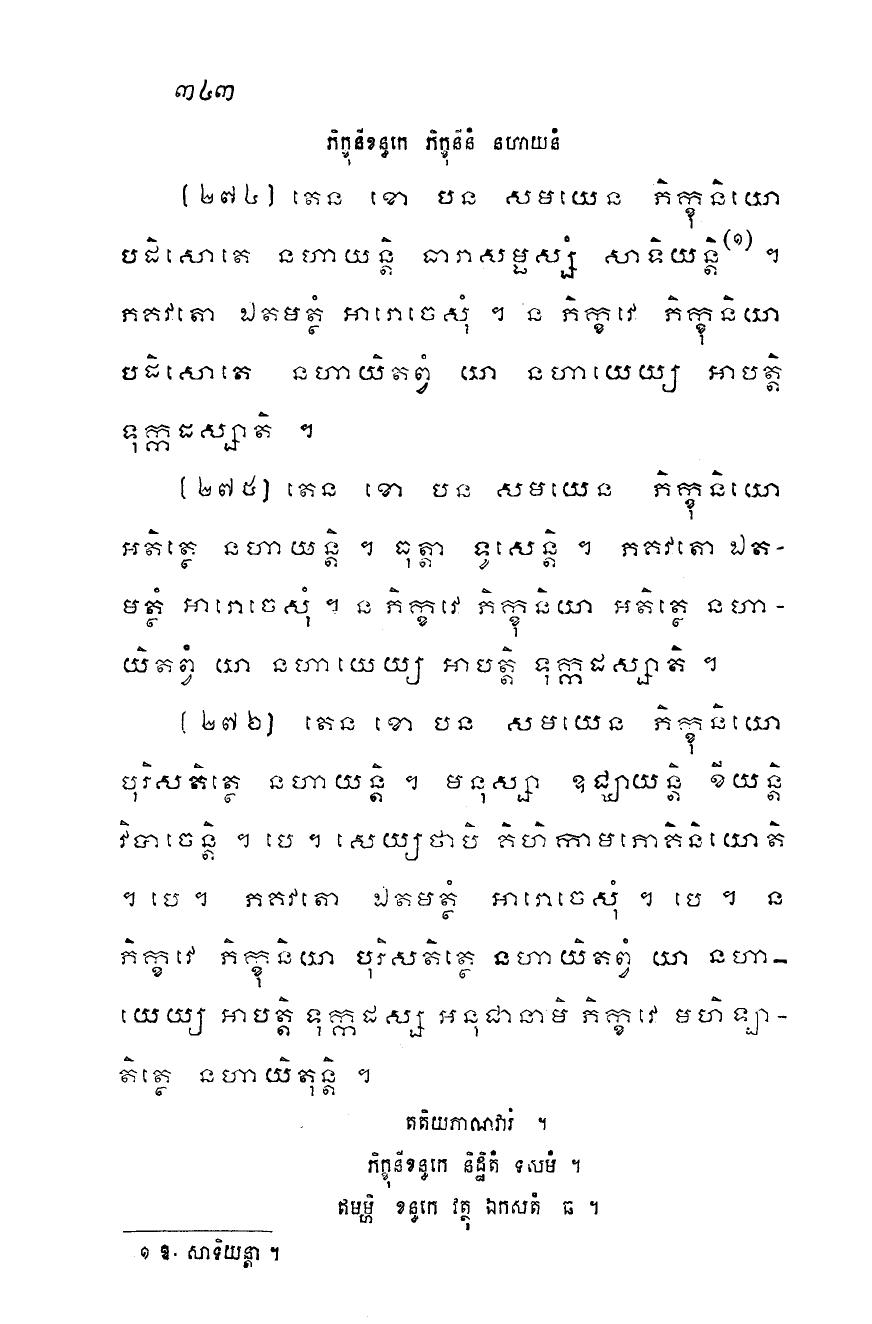 ៣៤៣
ភិក្ខុនីខន្ធកេ ភិក្ខុនីនំ នហាយនំ
(២៧៤) តេន ខោ បន សមយេន ភិក្ខុនិយោ
បដិសោតេ នហាយន្តិ ធារាសម្ផស្សំ សាទិយន្តិ(១) ។
ភគវតោ ឯតមត្ថំ អារោចេសុំ ។ ន ភិក្ខវេ ភិក្ខុនិយា
បដិសោតេ នហាយិតព្វំ យា នហាយេយ្យ អាបត្តិ
ទុក្កដស្សាតិ ។
(២៧៥) តេន ខោ បន សមយេន ភិក្ខុនិយោ
អតិត្ថេ នហាយន្តិ ។ ធុត្តា ទូសេន្តិ ។ ភគវតោ ឯត-
មត្ថំ អារោចេសុំ ។ ន ភិក្ខវេ ភិក្ខុនិយា អតិត្ថេ នហា-
យិតព្វំ យា នហាយេយ្យ អាបត្តិ ទុក្កដស្សាតិ ។
(២៧៦) តេន ខោ បន សមយេន ភិក្ខុនិយោ
បុរិសតិត្ថេ នហាយន្តិ ។ មនុស្សា ឧជ្ឈាយន្តិ ខីយន្តិ
វិបាចេន្តិ ។ បេ ។ សេយ្យថាបិ គិហិកាមភោគិនិយោតិ
។ បេ ។ ភគវតោ ឯតមត្ថំ អារោចេសុំ ។ បេ ។ ន
ភិក្ខវេ ភិក្ខុនិយា បុរិសតិត្ថេ នហាយិតព្វំ យា នហា-
យេយ្យ អាបត្តិ ទុក្កដស្ស អនុជានាមិ ភិក្ខវេ មហិឡា-
តិត្ថេ នហាយិតុន្តិ ។
តតិយភាណវារំ ។
ភិក្ខុនីខន្ធកេ និដ្ឋិតំ ទសមំ ។
ឥមម្ហិ ខន្ធកេ វត្ថុ ឯកសតំ ធ ។
១ ឱ. សាទិយន្តា ។